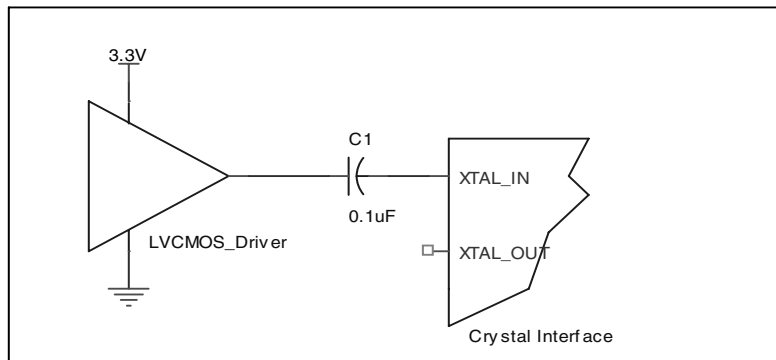 3.3V
C1
XTAL_IN
0.1uF
LVCMOS_Driver
XTAL_OUT
Crystal Interface